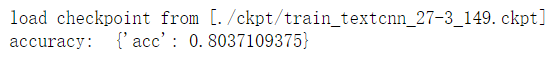 load checkpoint from [./ckpt/train_textcnn_27-3_149.ckpt]
accuracy:  {'acc': 0.8037109375}